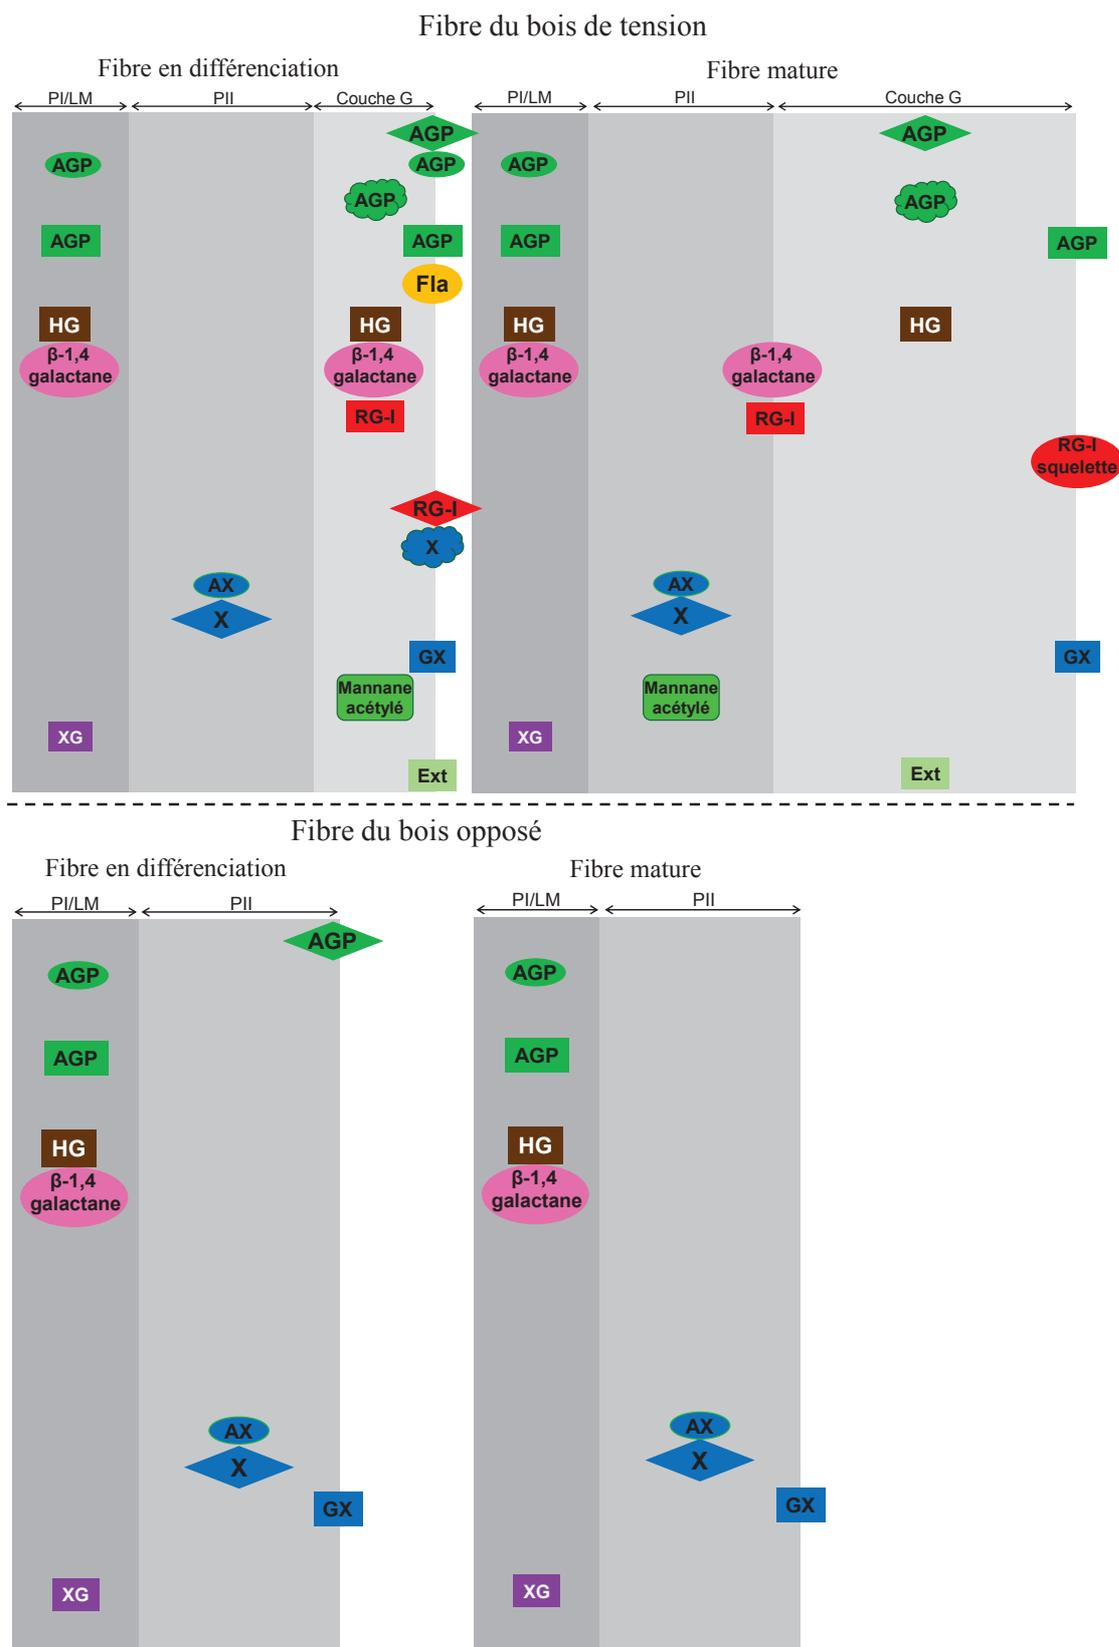 Fibre du bois de tension
Fibre en différenciation
Fibre mature
PI/LM
PII
Couche G
PI/LM
PII
Couche G
AGP
AGP
AGP
AGP
AGP
AGP
AGP
AGP
AGP
AGP
AGP
AGP
Fla
HG
HG
HG
HG
β-1,4
galactane
β-1,4
galactane
β-1,4
galactane
β-1,4
galactane
RG-I
RG-I
RG-I
squelette
RG-I
X
AX
AX
X
X
GX
GX
Mannane
acétylé
Mannane
acétylé
XG
XG
Ext
Ext
Fibre du bois opposé
Fibre en différenciation
Fibre mature
PI/LM
PII
PI/LM
PII
AGP
AGP
AGP
AGP
AGP
HG
HG
β-1,4
galactane
β-1,4
galactane
AX
AX
X
X
GX
GX
XG
XG